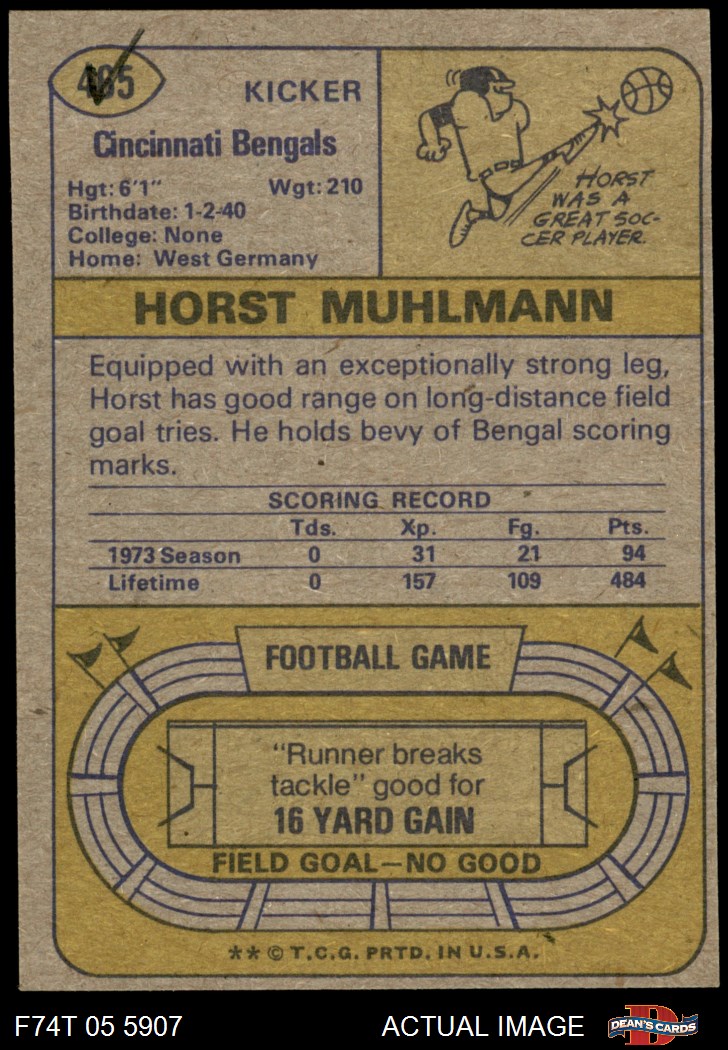 465
KICKER
Cincinnati Bengals
Hgt: 6'1" Wgt: 210
Birthdate: 1-2-40
College: None
Home: West Germany
HORST
WAS A
GREAT SOC-
CER PLAYER.
HORST MUHLMANN
Equipped with an exceptionally strong leg,
Horst has good range on long-distance field
goal tries. He holds bevy of Bengal scoring
marks.
SCORING RECORD
Tds. Xp. Fg. Pts.
1973 Season 0 31 21 94
Lifetime 0 157 109 484
FOOTBALL GAME
"Runner breaks
tackle" good for
16 YARD GAIN
FIELD GOAL—NO GOOD
** © T.C.G. PRTD. IN U.S.A.
F74T 05 5907 ACTUAL IMAGE DEAN'S CARDS